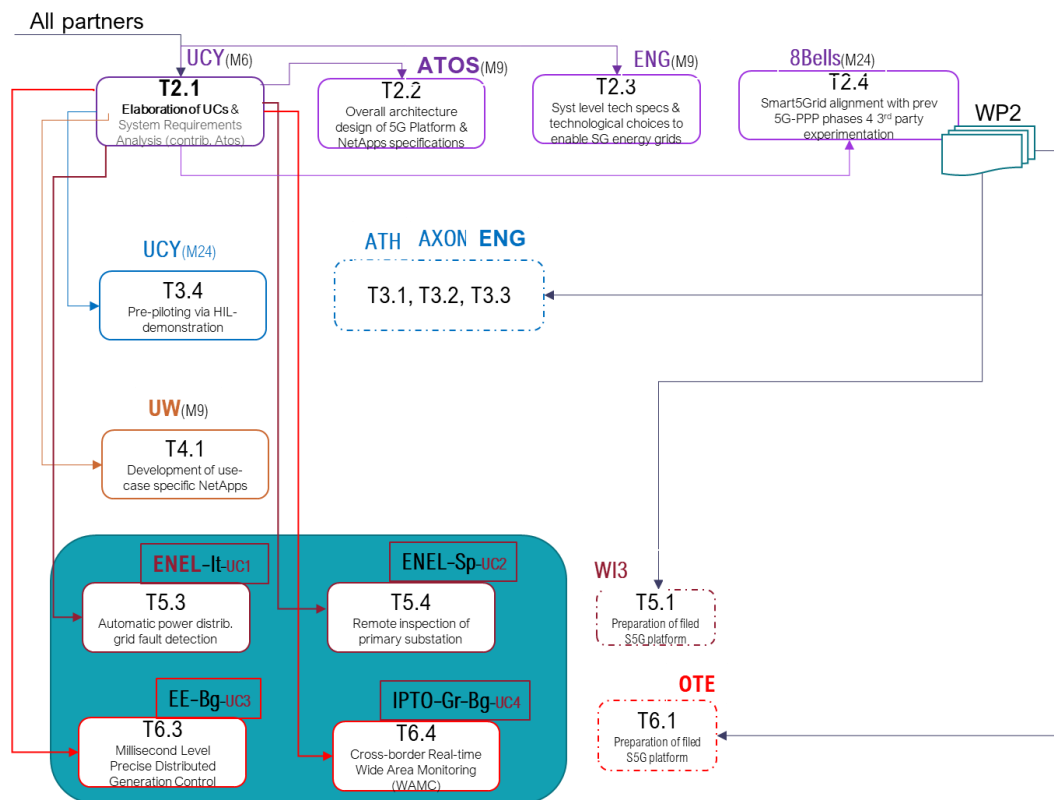 All partners
UCY(M6)
T2.1
Elaboration of UCs &
System Requirements
Analysis (contrib. Atos)
ATOS(M9)
T2.2
Overall architecture
design of 5G Platform &
NetApps specifications
ENG(M9)
T2.3
Syst level tech specs &
technological choices to
enable SG energy grids
8Bells(M24)
T2.4
Smart5Grid alignment with prev
5G-PPP phases 4 3rd party
experimentation
WP2
UCY(M24)
T3.4
Pre-piloting via HIL-
demonstration
ATH AXON ENG
T3.1, T3.2, T3.3
UW(M9)
T4.1
Development of use-
case specific NetApps
ENEL-It-UC1
T5.3
Automatic power distrib.
grid fault detection
ENEL-Sp-UC2
T5.4
Remote inspection of
primary substation
WI3
T5.1
Preparation of filed
S5G platform
EE-Bg-UC3
T6.3
Millisecond Level
Precise Distributed
Generation Control
IPTO-Gr-Bg-UC4
T6.4
Cross-border Real-time
Wide Area Monitoring
(WAMC)
OTE
T6.1
Preparation of filed
S5G platform